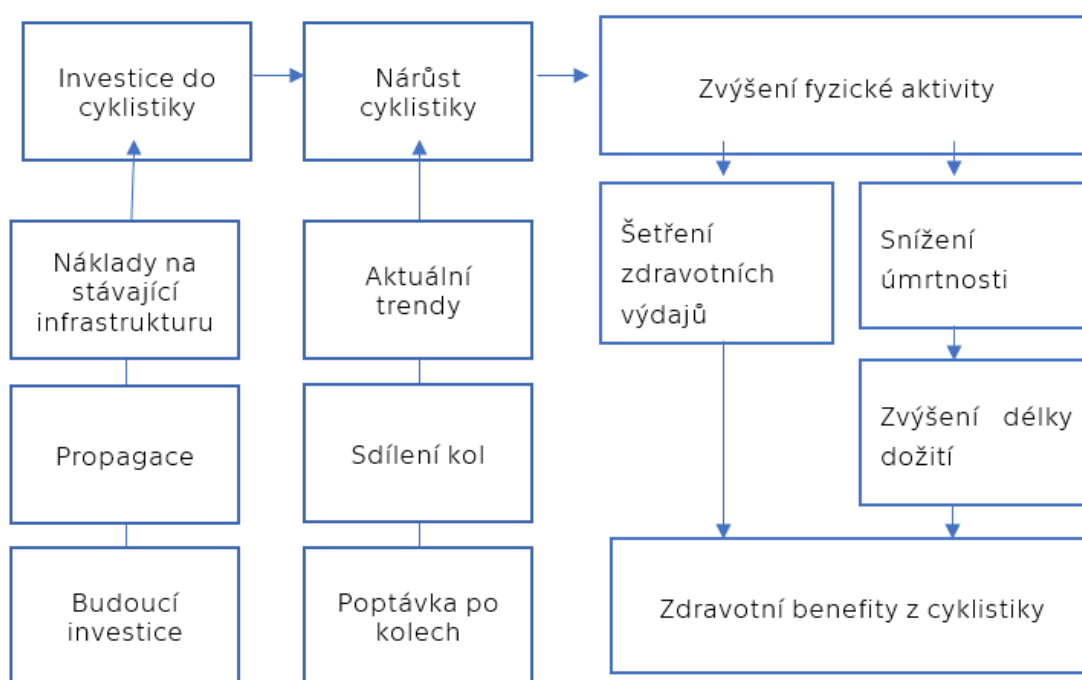 Investice do
cyklistiky
Nárůst
cyklistiky
Zvýšení fyzické aktivity
Náklady na
stávající
infrastrukturu
Aktuální
trendy
Šetření
zdravotních
výdajů
Snížení
úmrtnosti
Propagace
Sdílení kol
Zvýšení délky
dožití
Budoucí
investice
Poptávka po
kolech
Zdravotní benefity z cyklistiky